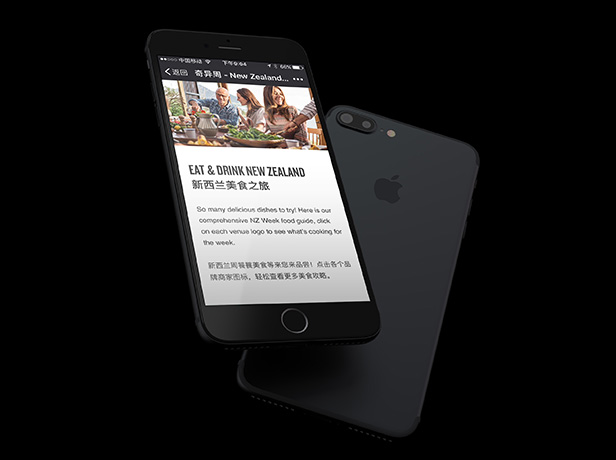 中国移动 下午9:54 66%
返回 奇异周 - New Zealand...
EAT & DRINK NEW ZEALAND
新西兰美食之旅
So many delicious dishes to try! Here is our
comprehensive NZ Week food guide, click
on each venue logo to see what's cooking for
the week.
新西兰周餐餐美食等来您来品尝！点击各个品
牌商家图标，轻松查看更多美食攻略。